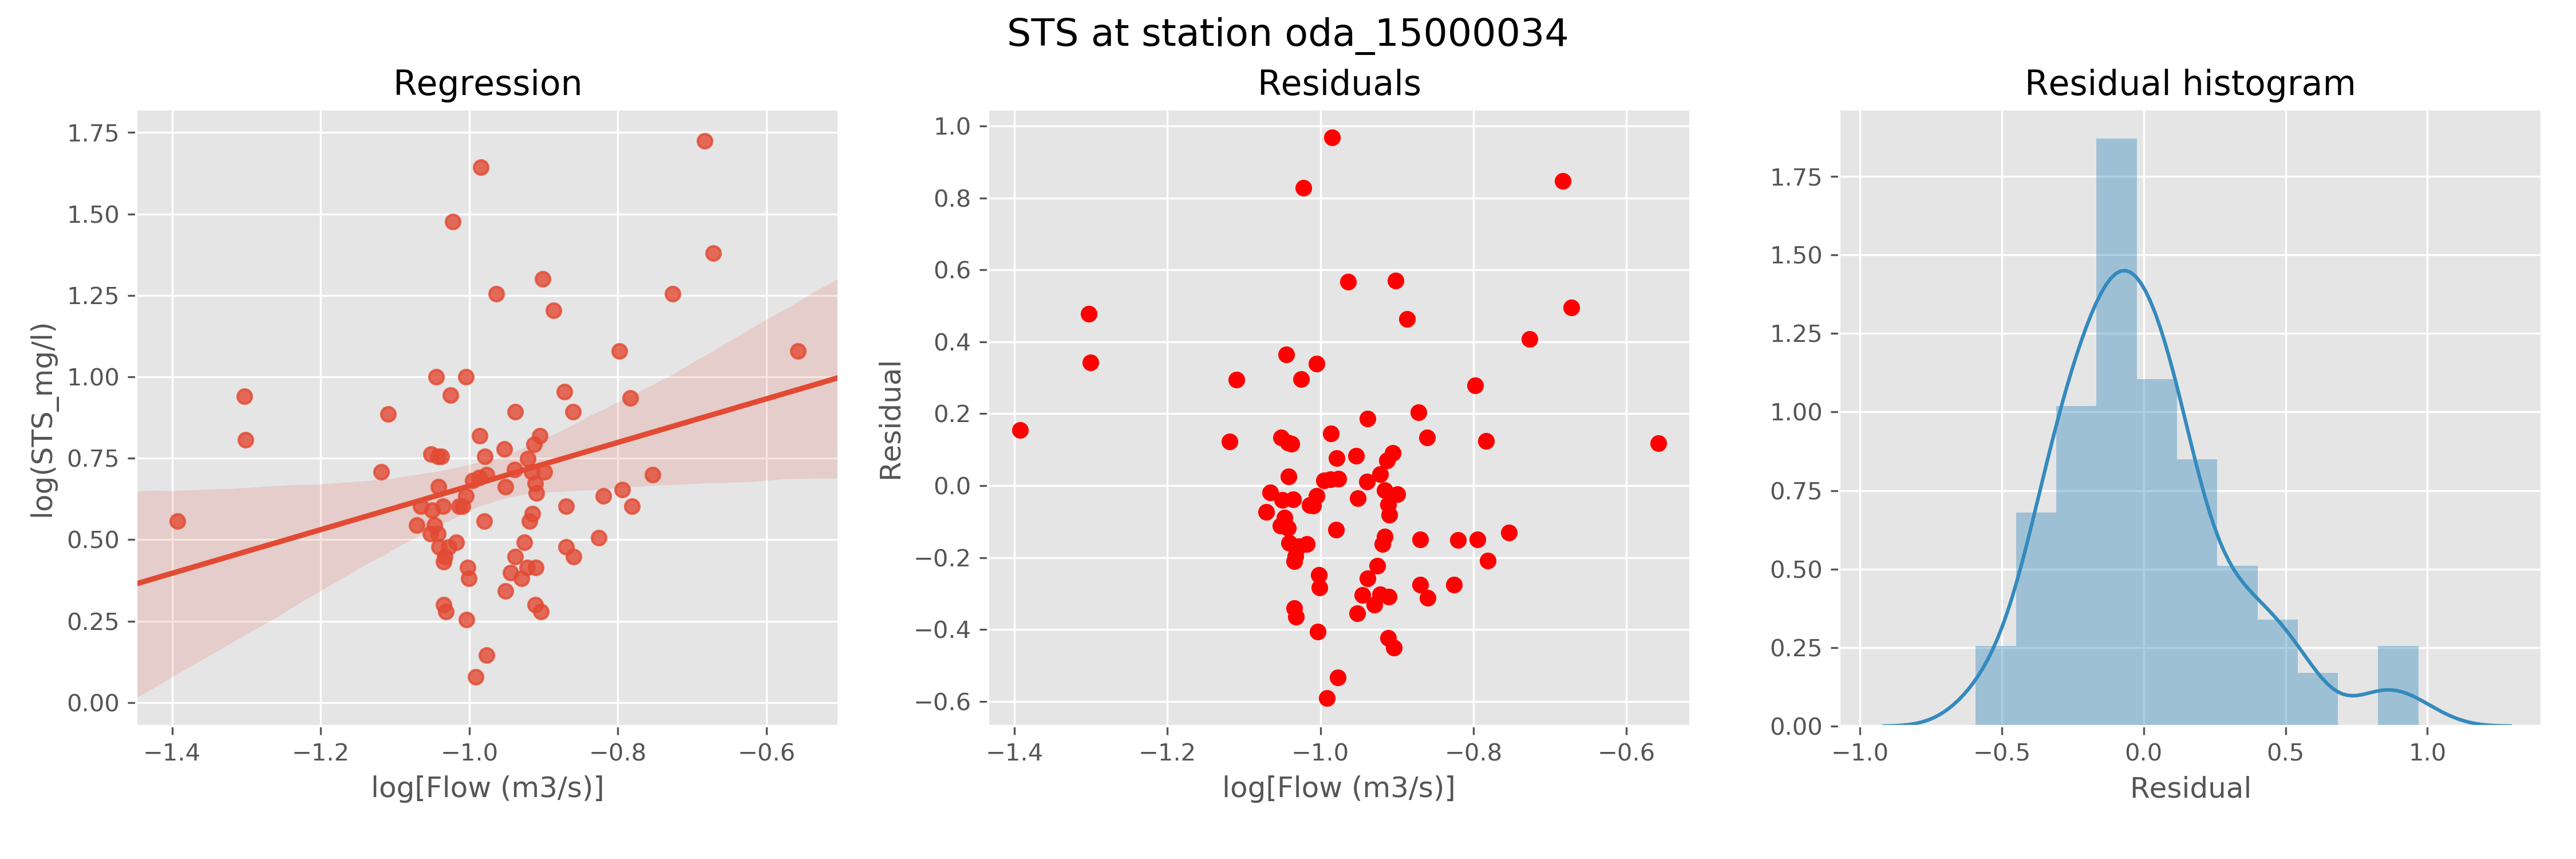 STS at station oda_15000034
Regression
1.75
1.50
1.25
1.00
0.75
0.50
0.25
0.00
log(STS_mg/l)
−1.4 −1.2 −1.0 −0.8 −0.6
log[Flow (m3/s)]
Residuals
1.0
0.8
0.6
0.4
0.2
0.0
−0.2
−0.4
−0.6
Residual
−1.4 −1.2 −1.0 −0.8 −0.6
log[Flow (m3/s)]
Residual histogram
1.75
1.50
1.25
1.00
0.75
0.50
0.25
0.00
−1.0 −0.5 0.0 0.5 1.0
Residual